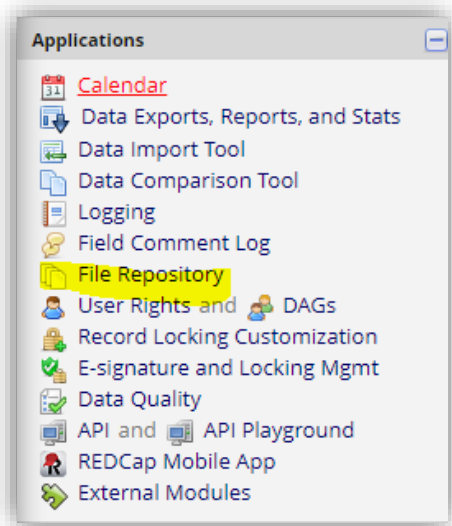 Applications
31 Calendar
Data Exports, Reports, and Stats
Data Import Tool
Data Comparison Tool
Logging
Field Comment Log
File Repository
User Rights and DAGs
Record Locking Customization
E-signature and Locking Mgmt
Data Quality
API and API Playground
REDCap Mobile App
External Modules